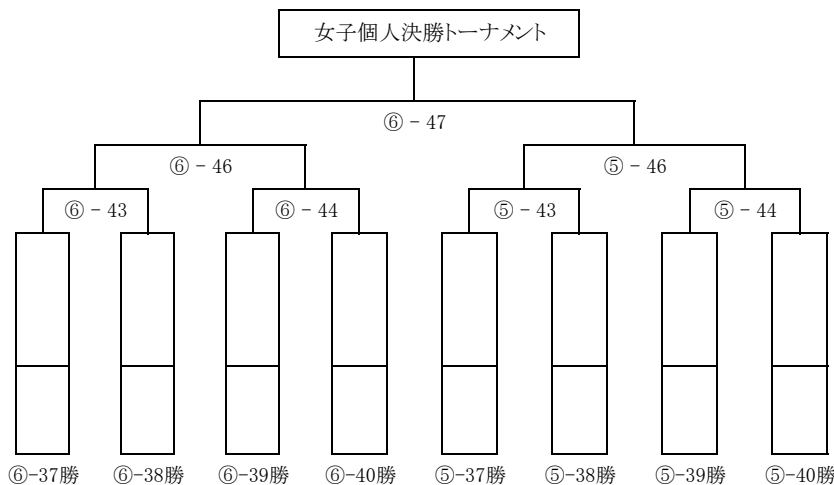 女子個人決勝トーナメント
⑥ - 47
⑥ - 46 ⑤ - 46
⑥ - 43 ⑥ - 44 ⑤ - 43 ⑤ - 44
⑥-37勝 ⑥-38勝 ⑥-39勝 ⑥-40勝 ⑤-37勝 ⑤-38勝 ⑤-39勝 ⑤-40勝